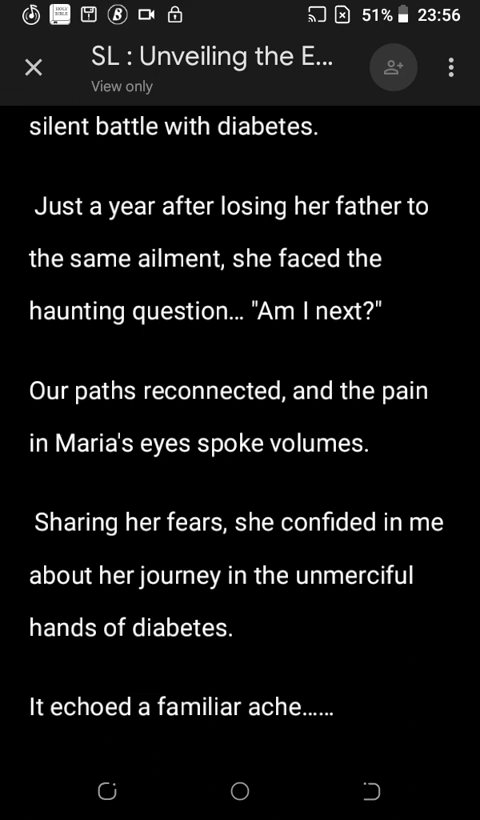 51% 23:56
SL : Unveiling the E...
View only
silent battle with diabetes.
Just a year after losing her father to
the same ailment, she faced the
haunting question... "Am I next?"
Our paths reconnected, and the pain
in Maria's eyes spoke volumes.
Sharing her fears, she confided in me
about her journey in the unmerciful
hands of diabetes.
It echoed a familiar ache......